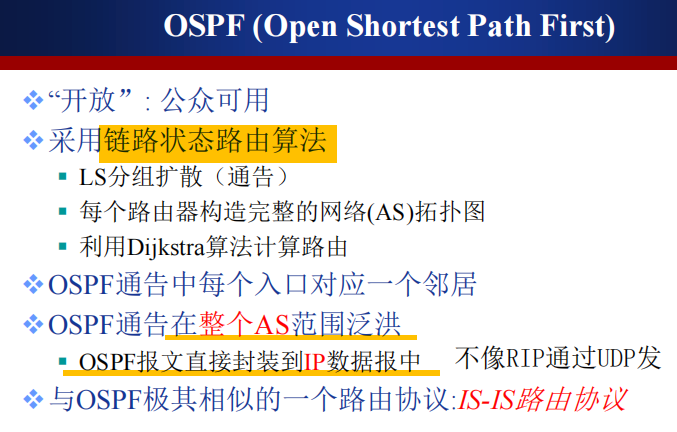 OSPF (Open Shortest Path First)
“开放”：公众可用
采用链路状态路由算法
LS分组扩散（通告）
每个路由器构造完整的网络(AS)拓扑图
利用Dijkstra算法计算路由
OSPF通告中每个入口对应一个邻居
OSPF通告在整个AS范围泛洪
OSPF报文直接封装到IP数据报中 不像RIP通过UDP发
与OSPF极其相似的一个路由协议:IS-IS路由协议